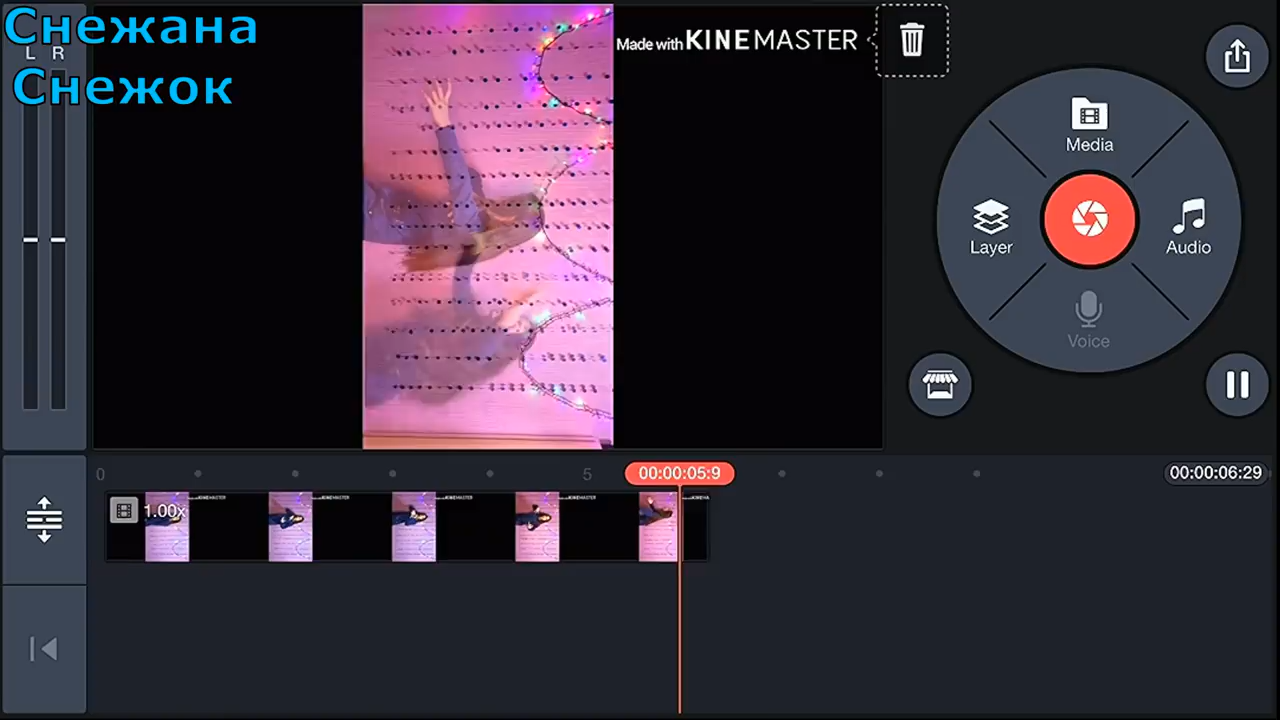 Снежана
L R
Снежок
Made with KINEMASTER
Media
Layer
Audio
Voice
0
5
00:00:05:9
00:00:06:29
1.00x